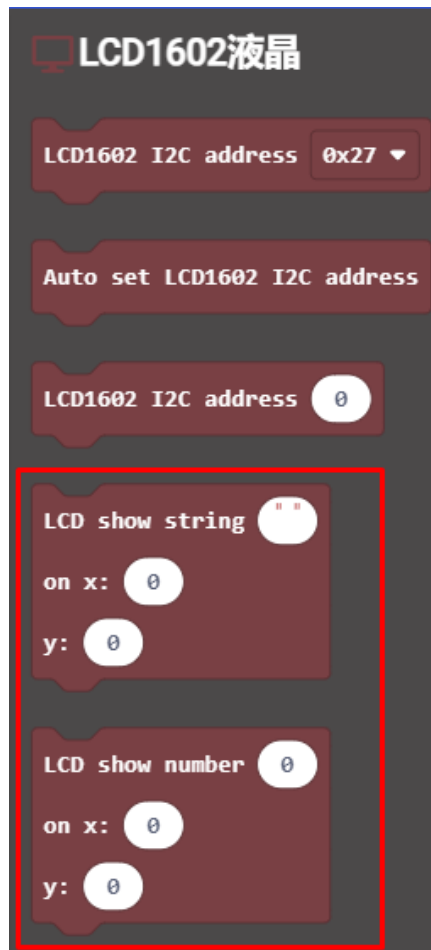 LCD1602液晶
LCD1602 I2C address 0x27
Auto set LCD1602 I2C address
LCD1602 I2C address 0
LCD show string " "
on x: 0
y: 0
LCD show number 0
on x: 0
y: 0